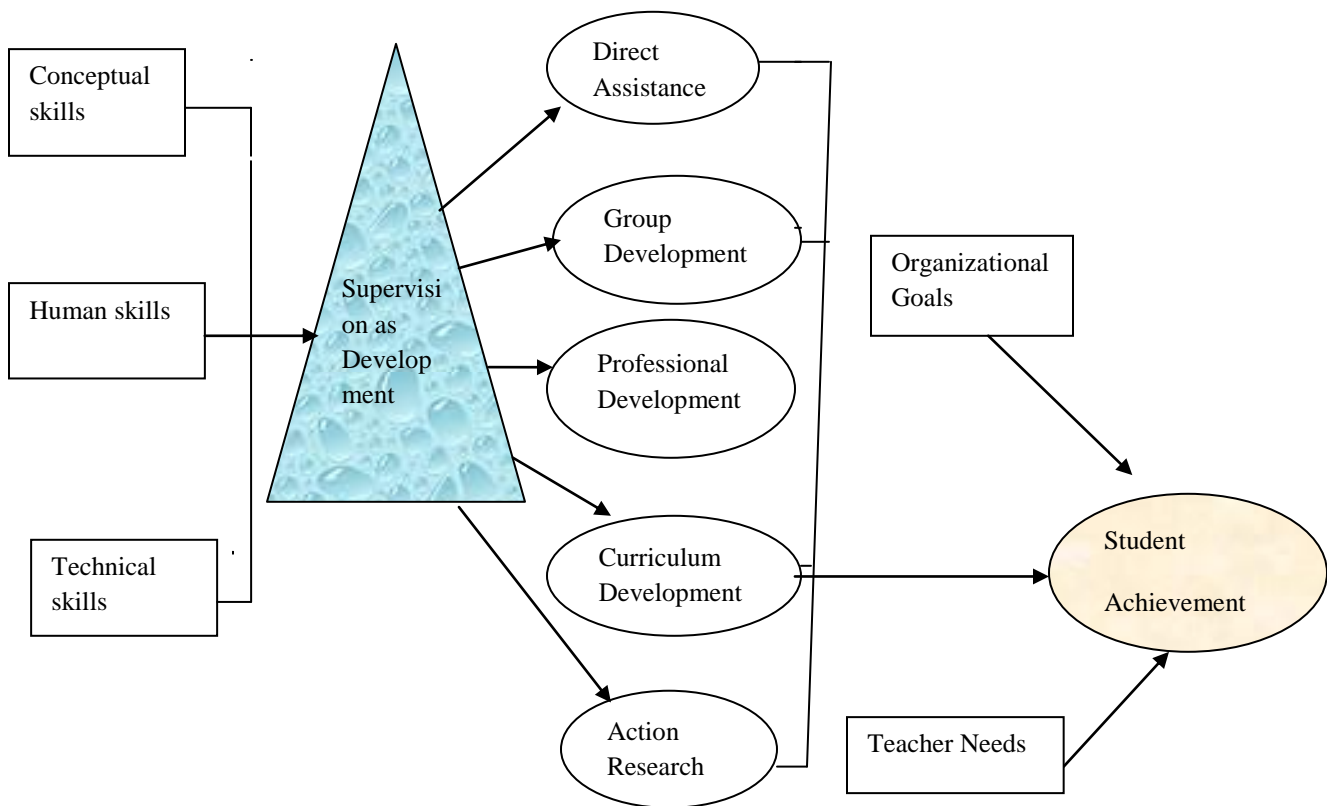 Conceptual
skills
Human skills
Technical
skills
Supervisi
on as
Develop
ment
Direct
Assistance
Group
Development
Professional
Development
Curriculum
Development
Action
Research
Organizational
Goals
Student
Achievement
Teacher Needs